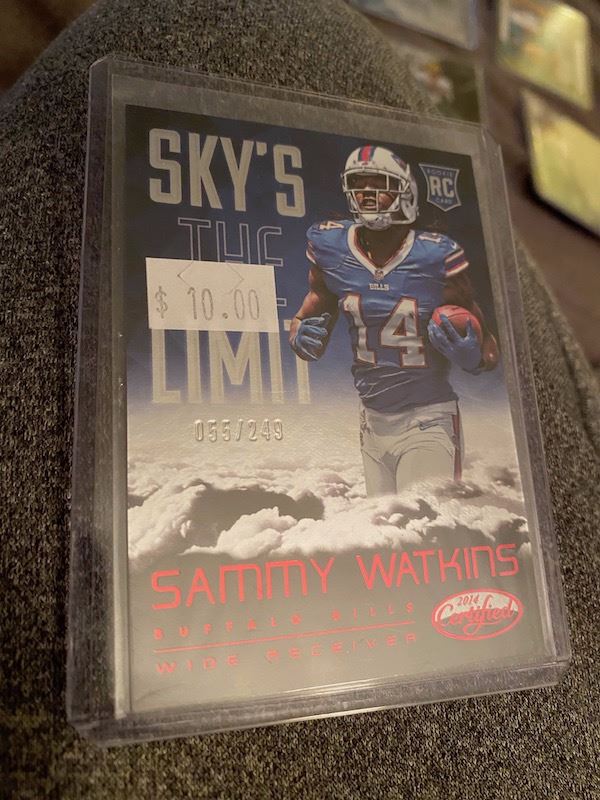 SKY'S
THE
$ 10.00
LIMIT
055/249
ROOKIE
RC
CARD
14
BILLS
14
SAMMY WATKINS
BUFFALO BILLS
WIDE RECEIVER
2014
Certified